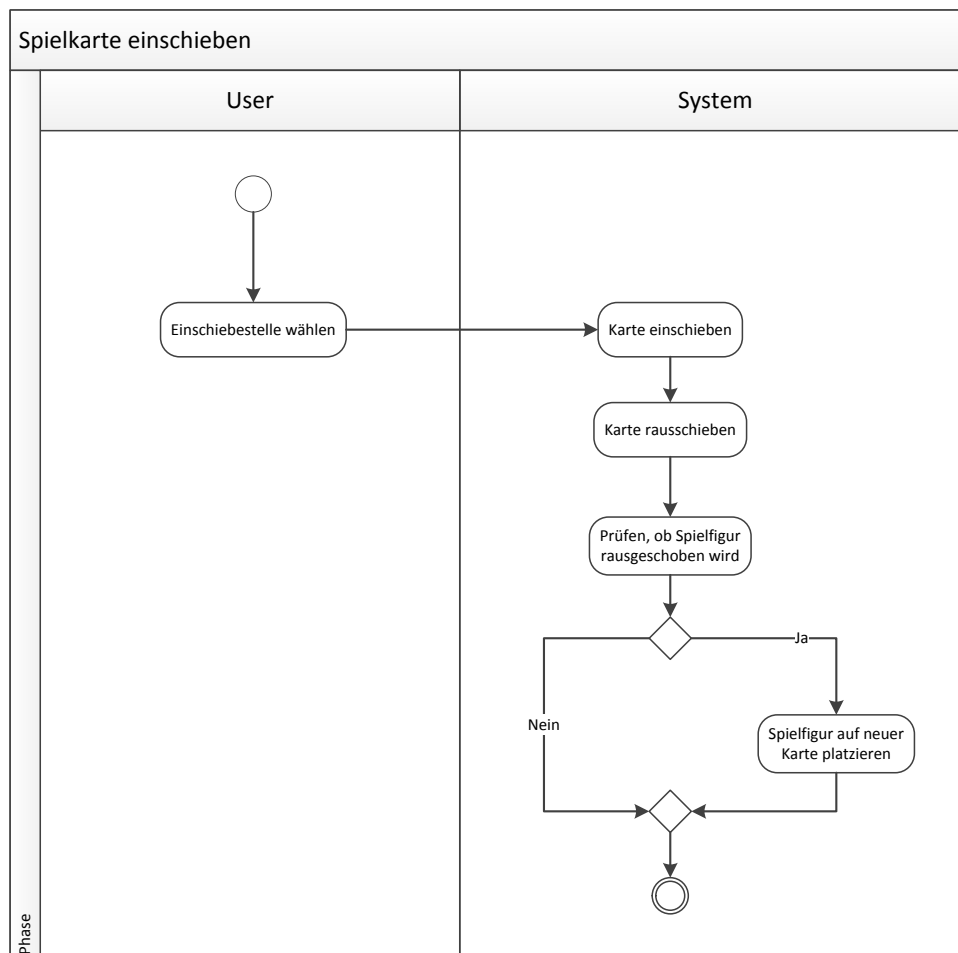 Spielkarte einschieben
User
System
Einschiebestelle wählen
Karte einschieben
Karte rausschieben
Prüfen, ob Spielfigur
rausgeschoben wird
Ja
Nein
Spielfigur auf neuer
Karte platzieren
Phase